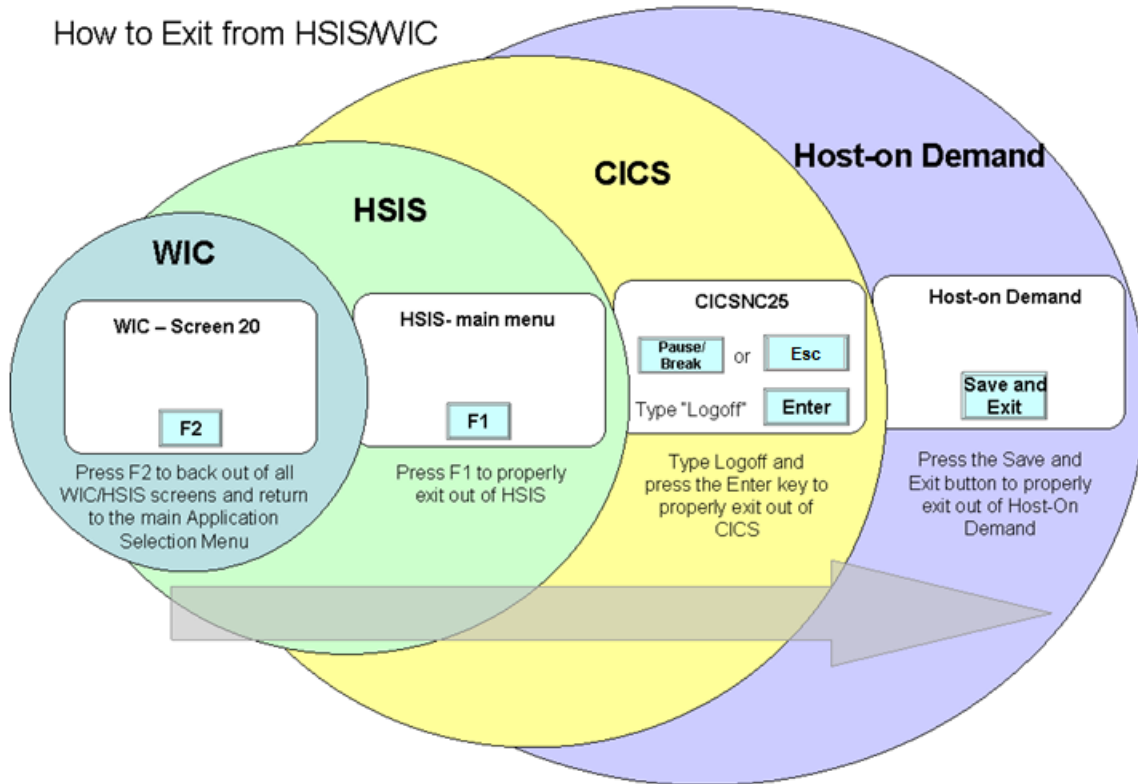 How to Exit from HSIS/WIC
Host-on Demand
CICS
HSIS
WIC
WIC – Screen 20
F2
Press F2 to back out of all
WIC/HSIS screens and return
to the main Application
Selection Menu
HSIS- main menu
F1
Press F1 to properly
exit out of HSIS
CICSNC25
Pause/
Break
or
Esc
Type "Logoff"
Enter
Type Logoff and
press the Enter key to
properly exit out of
CICS
Host-on Demand
Save and
Exit
Press the Save and
Exit button to properly
exit out of Host-On
Demand